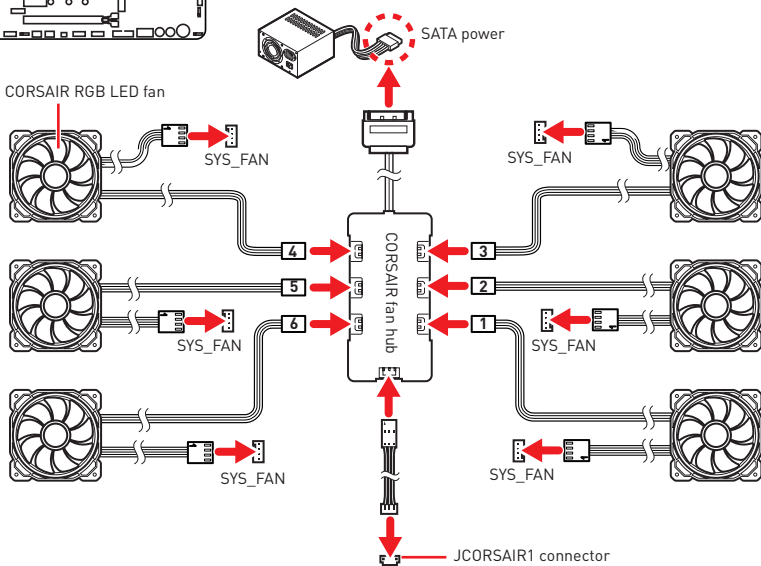 SATA power
CORSAIR RGB LED fan
SYS_FAN
SYS_FAN
4
3
CORSAIR fan hub
5
2
6
1
SYS_FAN
SYS_FAN
SYS_FAN
SYS_FAN
JCORSAIR1 connector